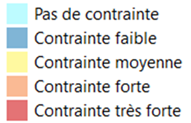 Pas de contrainte
Contrainte faible
Contrainte moyenne
Contrainte forte
Contrainte très forte